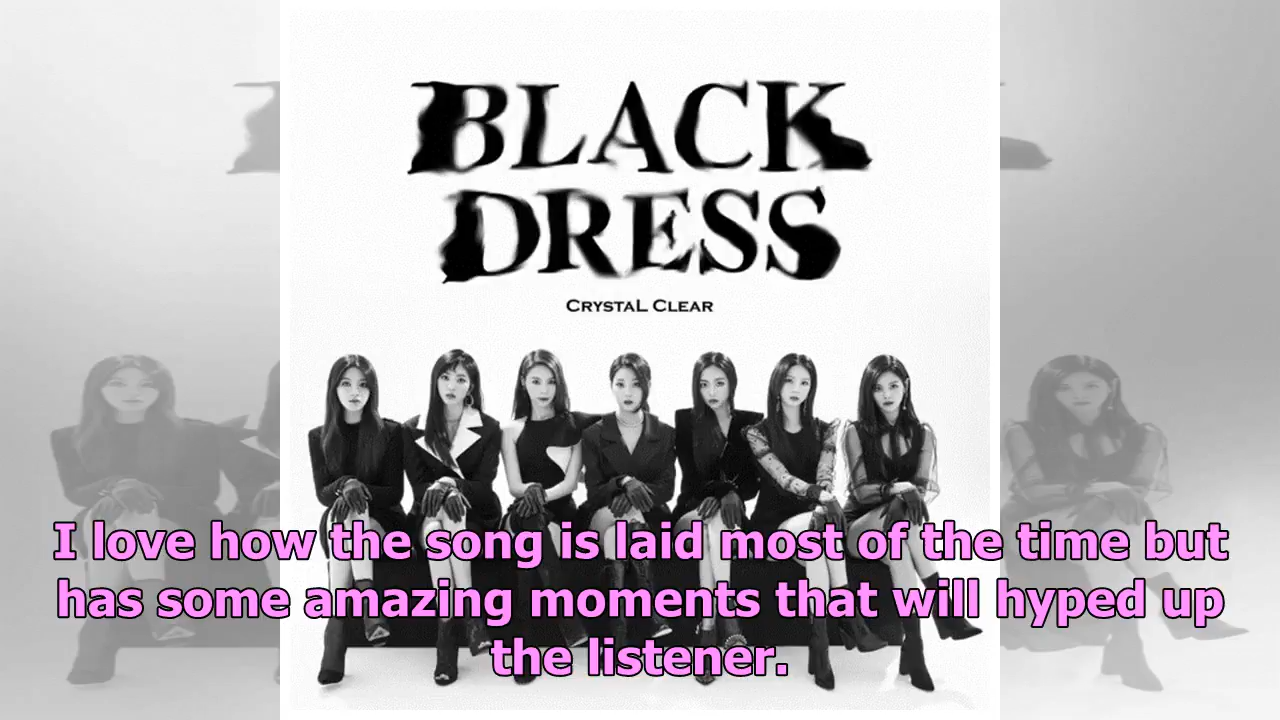 BLACK
DRESS
CRYSTAL CLEAR
I love how the song is laid most of the time but
has some amazing moments that will hyped up
the listener.